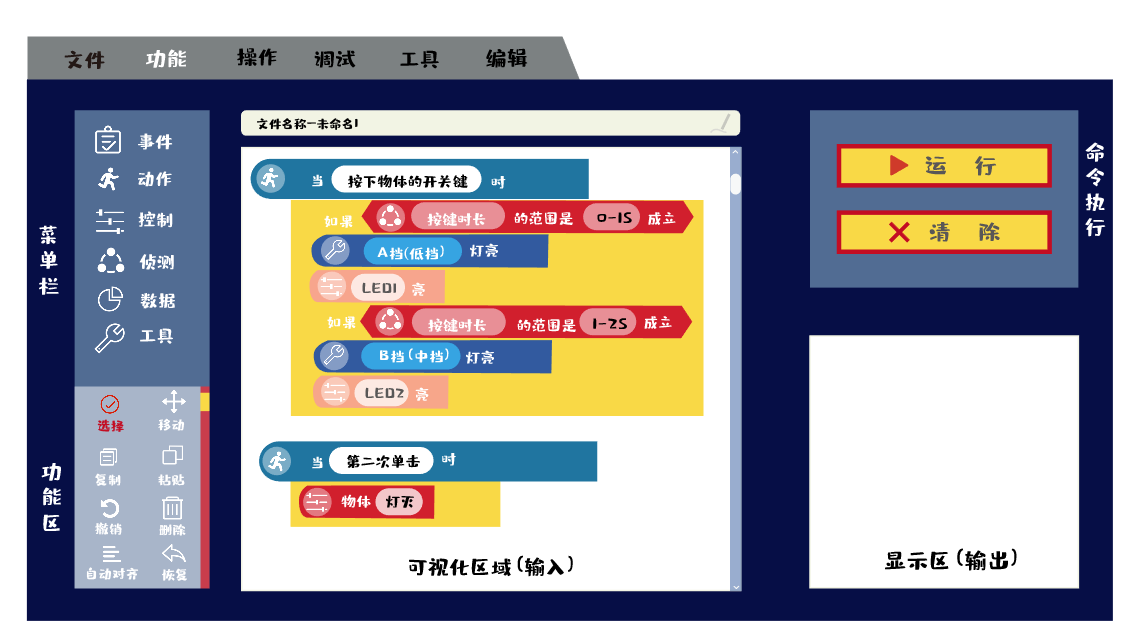 文件 功能 操作 调试 工具 编辑
菜单栏
事件
动作
控制
侦测
数据
工具
功能区
选择 移动
复制 粘贴
撤销 删除
自动对齐 恢复
文件名称-未命名1
当 按下物体的开关键 时
如果 按键时长 的范围是 0-1S 成立
A挡(低挡) 灯亮
LED1 亮
如果 按键时长 的范围是 1-2S 成立
B挡(中挡) 灯亮
LED2 亮
当 第二次单击 时
物体 灯灭
可视化区域(输入)
运 行
清 除
命令执行
显示区(输出)